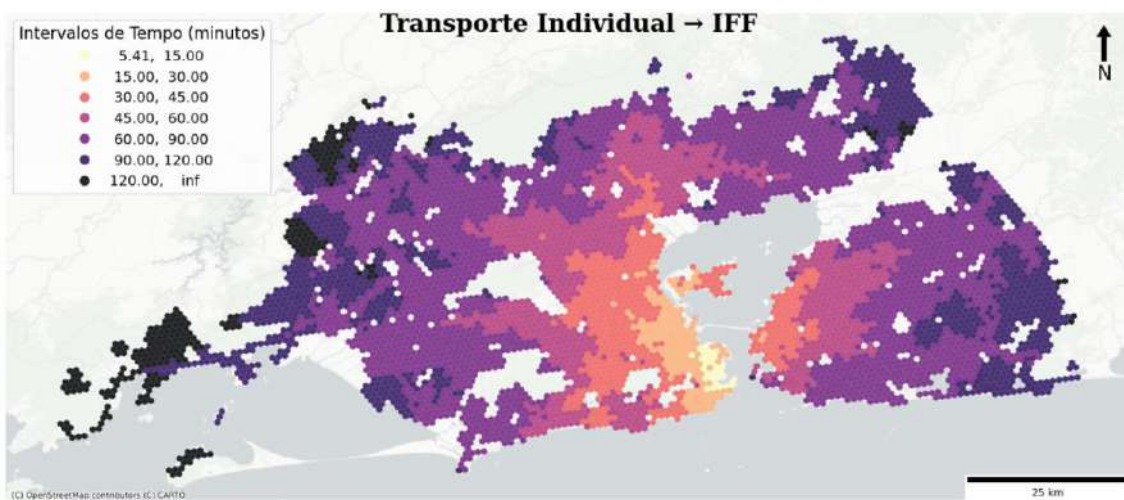 Transporte Individual → IFF
Intervalos de Tempo (minutos)
5.41, 15.00
15.00, 30.00
30.00, 45.00
45.00, 60.00
60.00, 90.00
90.00, 120.00
120.00, inf
N
(C) OpenStreetMap contributors (C) CARTO
25 km